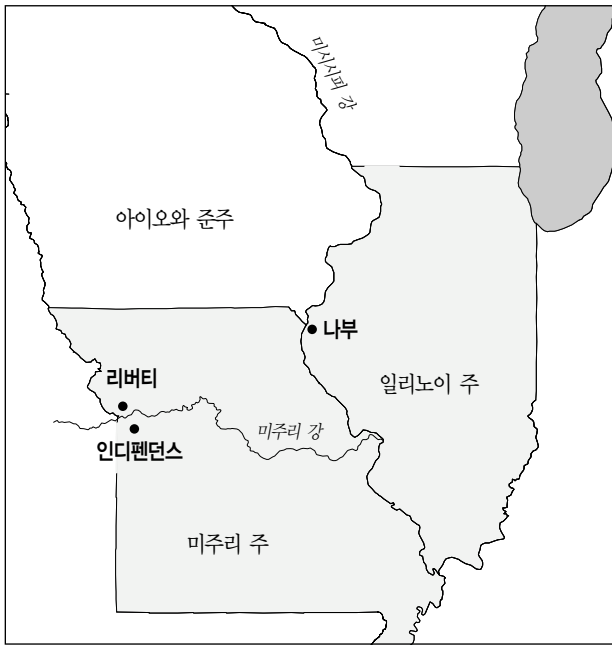 미시시피 강
아이오와 준주
나부
리버티
일리노이 주
미주리 강
인디펜던스
미주리 주